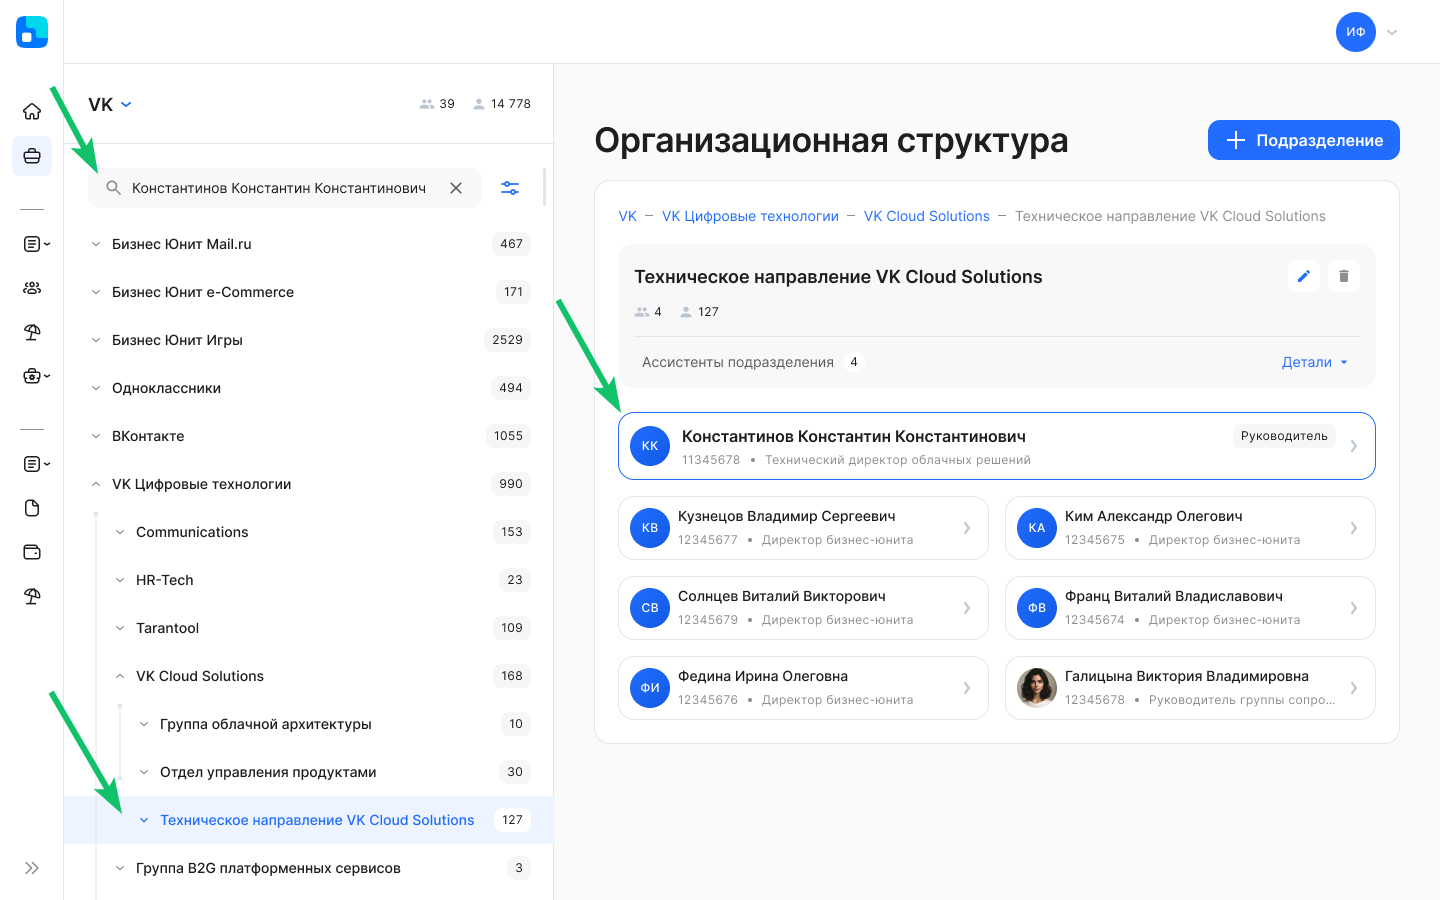 ИФ
VK
39
14 778
Константинов Константин Константинович
Бизнес Юнит Mail.ru
467
Бизнес Юнит e-Commerce
171
Бизнес Юнит Игры
2529
Одноклассники
494
ВКонтакте
1055
VK Цифровые технологии
990
Communications
153
HR-Tech
23
Tarantool
109
VK Cloud Solutions
168
Группа облачной архитектуры
10
Отдел управления продуктами
30
Техническое направление VK Cloud Solutions
127
Группа B2G платформенных сервисов
3
Организационная структура
Подразделение
VK – VK Цифровые технологии – VK Cloud Solutions – Техническое направление VK Cloud Solutions
Техническое направление VK Cloud Solutions
4
127
Ассистенты подразделения 4
Детали
КК
Константинов Константин Константинович
Руководитель
11345678 • Технический директор облачных решений
КВ
Кузнецов Владимир Сергеевич
12345677 • Директор бизнес-юнита
КА
Ким Александр Олегович
12345675 • Директор бизнес-юнита
СВ
Солнцев Виталий Викторович
12345679 • Директор бизнес-юнита
ФВ
Франц Виталий Владиславович
12345674 • Директор бизнес-юнита
ФИ
Федина Ирина Олеговна
12345676 • Директор бизнес-юнита
Галицына Виктория Владимировна
12345678 • Руководитель группы сопро...